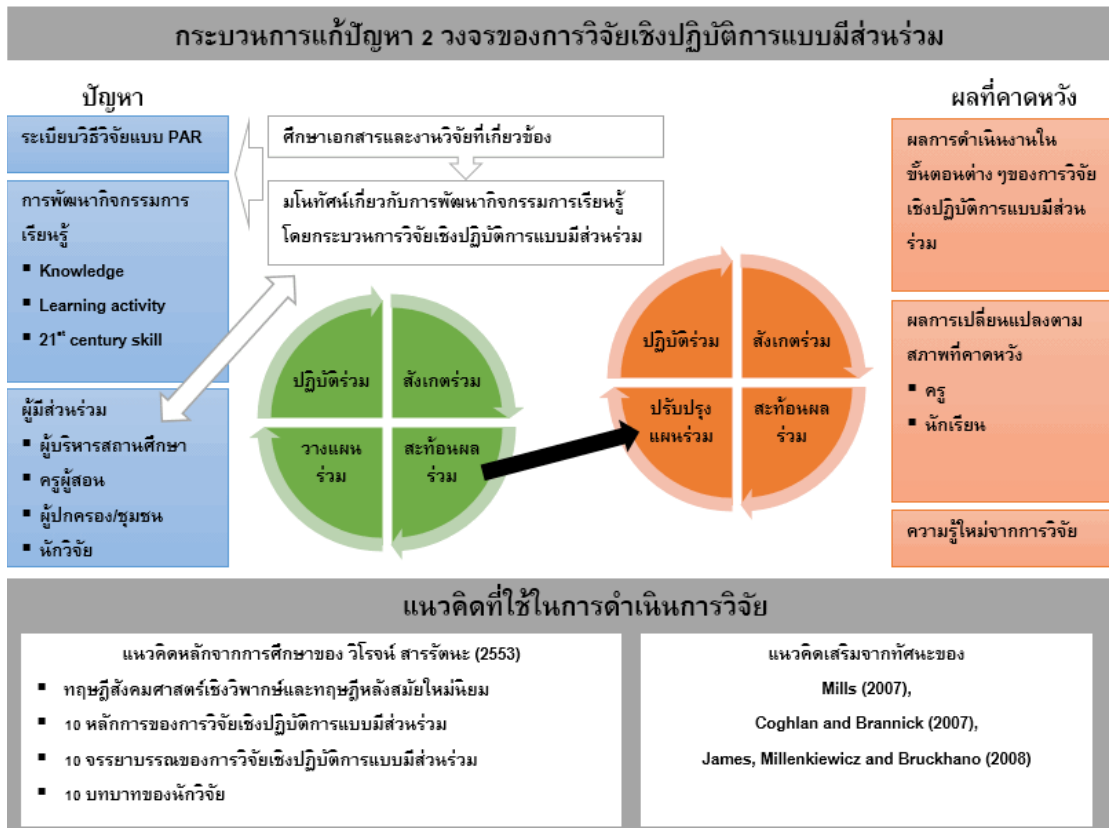 กระบวนการแก้ปัญหา 2 วงจรของการวิจัยเชิงปฏิบัติการแบบมีส่วนร่วม
ปัญหา
ระเบียบวิธีวิจัยแบบ PAR
การพัฒนากิจกรรมการ
เรียนรู้
▪ Knowledge
▪ Learning activity
▪ 21st century skill
ผู้มีส่วนร่วม
▪ ผู้บริหารสถานศึกษา
▪ ครูผู้สอน
▪ ผู้ปกครอง/ชุมชน
▪ นักวิจัย
ศึกษาเอกสารและงานวิจัยที่เกี่ยวข้อง
มโนทัศน์เกี่ยวกับการพัฒนากิจกรรมการเรียนรู้
โดยกระบวนการวิจัยเชิงปฏิบัติการแบบมีส่วนร่วม
ปฏิบัติร่วม
สังเกตร่วม
วางแผน
ร่วม
สะท้อนผล
ร่วม
ปฏิบัติร่วม
สังเกตร่วม
ปรับปรุง
แผนร่วม
สะท้อนผล
ร่วม
ผลที่คาดหวัง
ผลการดำเนินงานใน
ขั้นตอนต่าง ๆของการวิจัย
เชิงปฏิบัติการแบบมีส่วน
ร่วม
ผลการเปลี่ยนแปลงตาม
สภาพที่คาดหวัง
▪ ครู
▪ นักเรียน
ความรู้ใหม่จากการวิจัย
แนวคิดที่ใช้ในการดำเนินการวิจัย
แนวคิดหลักจากการศึกษาของ วิโรจน์ สารรัตนะ (2553)
▪ ทฤษฎีสังคมศาสตร์เชิงวิพากษ์และทฤษฎีหลังสมัยใหม่นิยม
▪ 10 หลักการของการวิจัยเชิงปฏิบัติการแบบมีส่วนร่วม
▪ 10 จรรยาบรรณของการวิจัยเชิงปฏิบัติการแบบมีส่วนร่วม
▪ 10 บทบาทของนักวิจัย
แนวคิดเสริมจากทัศนะของ
Mills (2007),
Coghlan and Brannick (2007),
James, Millenkiewicz and Bruckhano (2008)